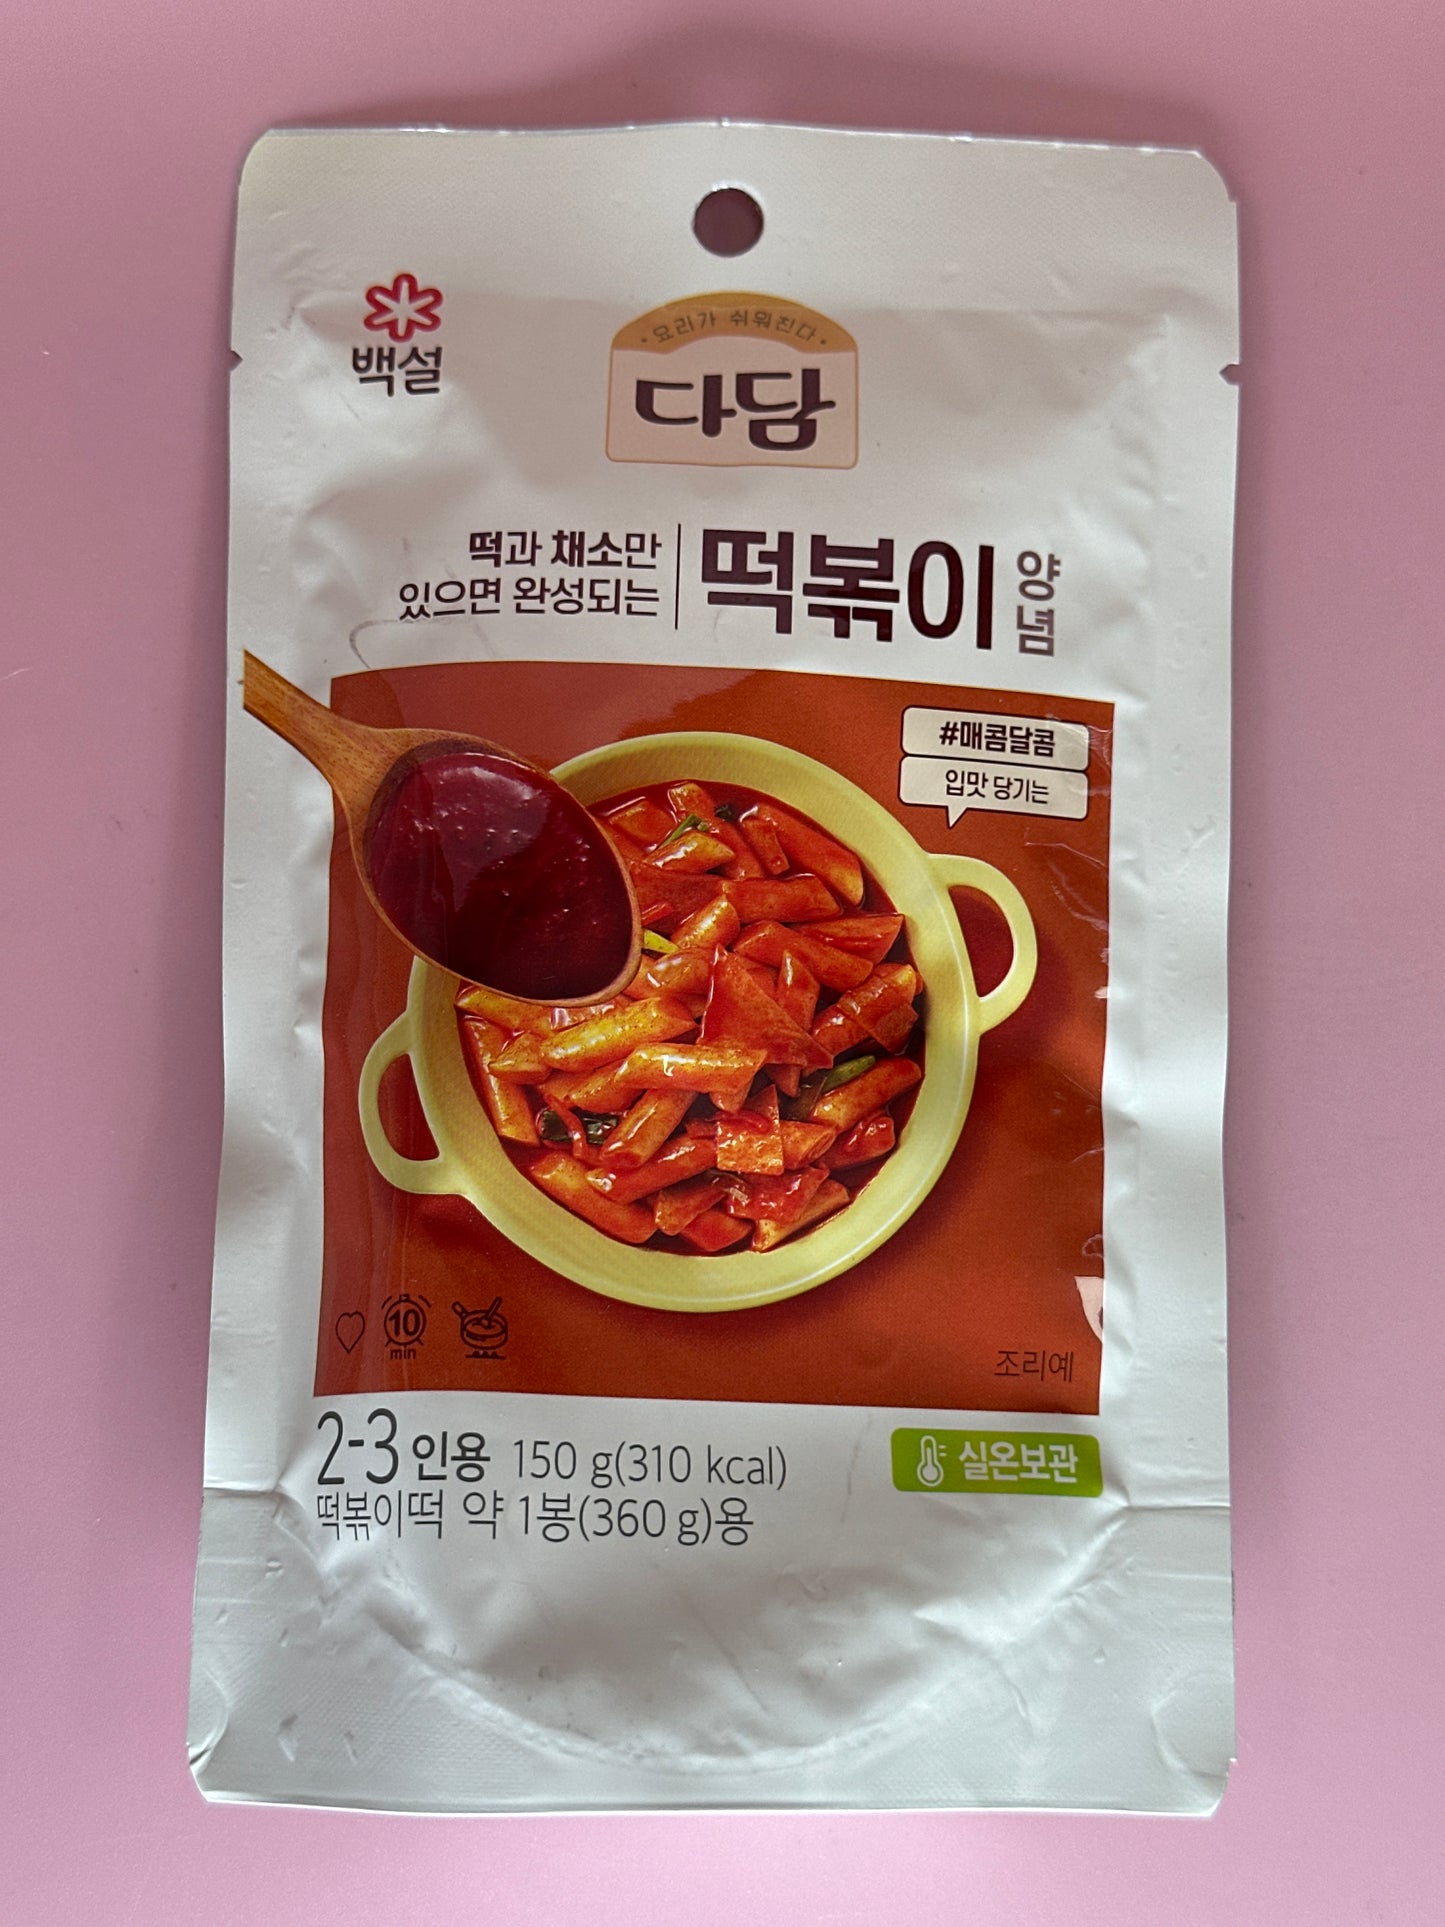 백설
요리가 쉬워진다
다담
떡과 채소만
있으면 완성되는
떡볶이 양념
#매콤달콤
입맛 당기는
10
min
조리예
2-3 인용 150 g(310 kcal)
떡볶이떡 약 1봉(360 g)용
실온보관